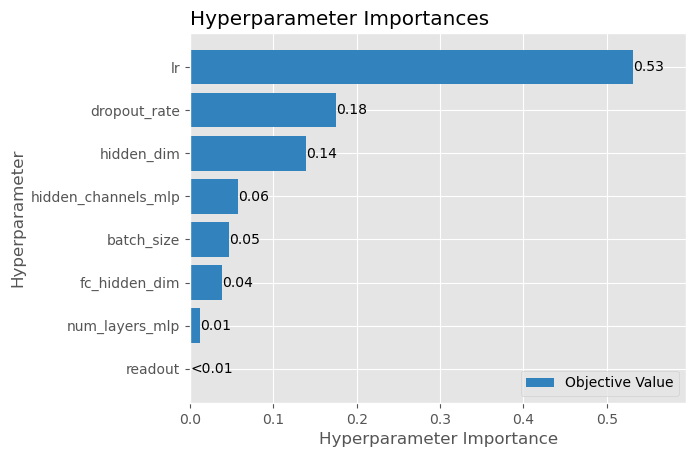 Hyperparameter Importances
Hyperparameter
lr
0.53
dropout_rate
0.18
hidden_dim
0.14
hidden_channels_mlp
0.06
batch_size
0.05
fc_hidden_dim
0.04
num_layers_mlp
0.01
readout
<0.01
Objective Value
0.0 0.1 0.2 0.3 0.4 0.5
Hyperparameter Importance